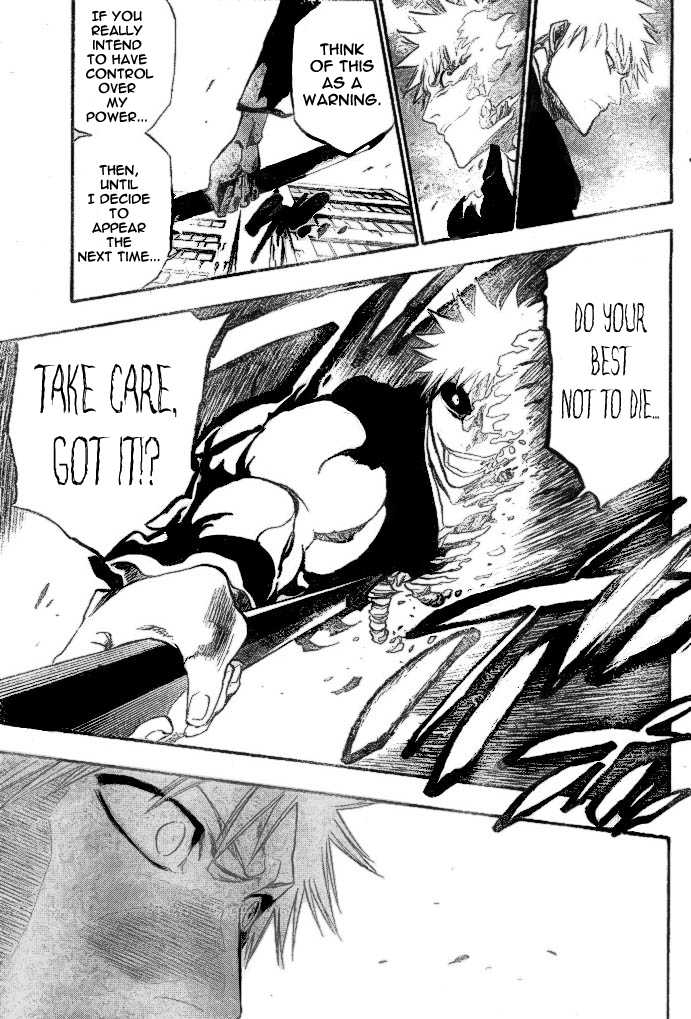 THINK
OF THIS
AS A
WARNING.
IF YOU
REALLY
INTEND
TO HAVE
CONTROL
OVER
MY
POWER...
THEN,
UNTIL
I DECIDE
TO
APPEAR
THE
NEXT TIME...
DO YOUR
BEST
NOT TO DIE...
TAKE CARE,
GOT IT!?